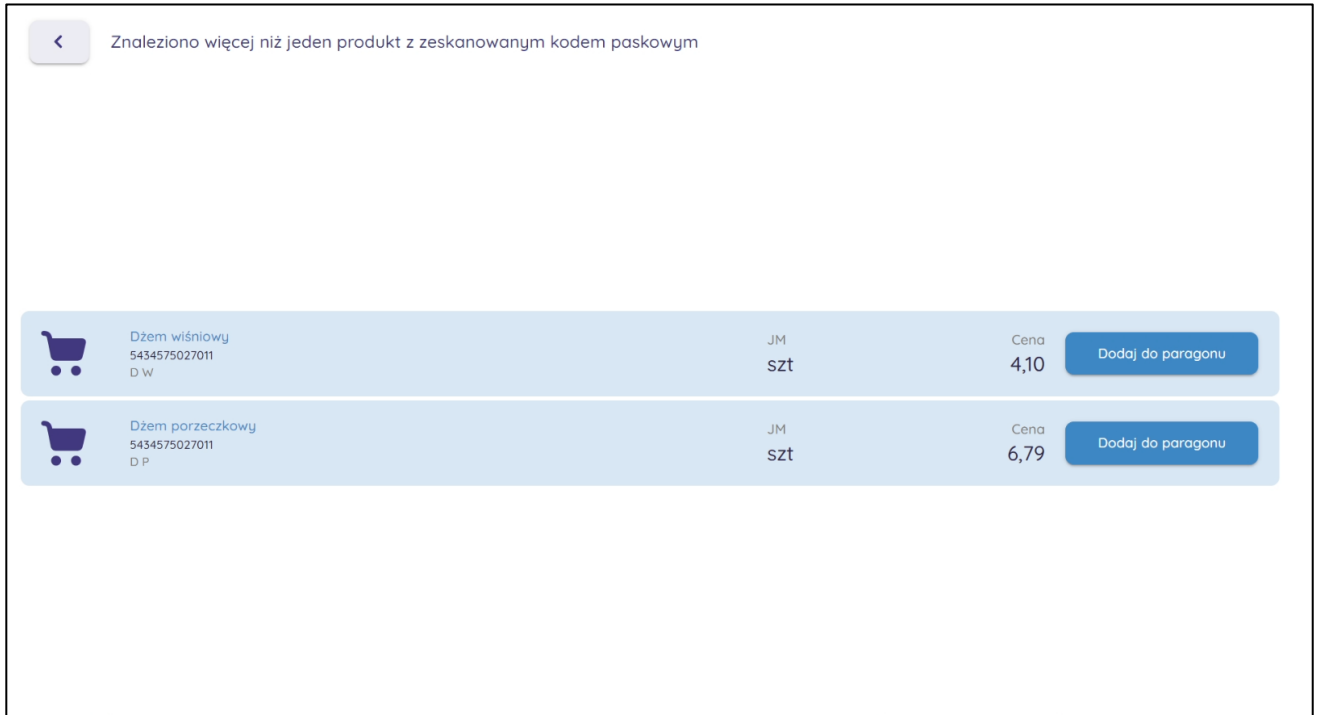 Znaleziono więcej niż jeden produkt z zeskanowanym kodem paskowym
Dżem wiśniowy
5434575027011
D W
JM
szt
Cena
4,10
Dodaj do paragonu
Dżem porzeczkowy
5434575027011
D P
JM
szt
Cena
6,79
Dodaj do paragonu